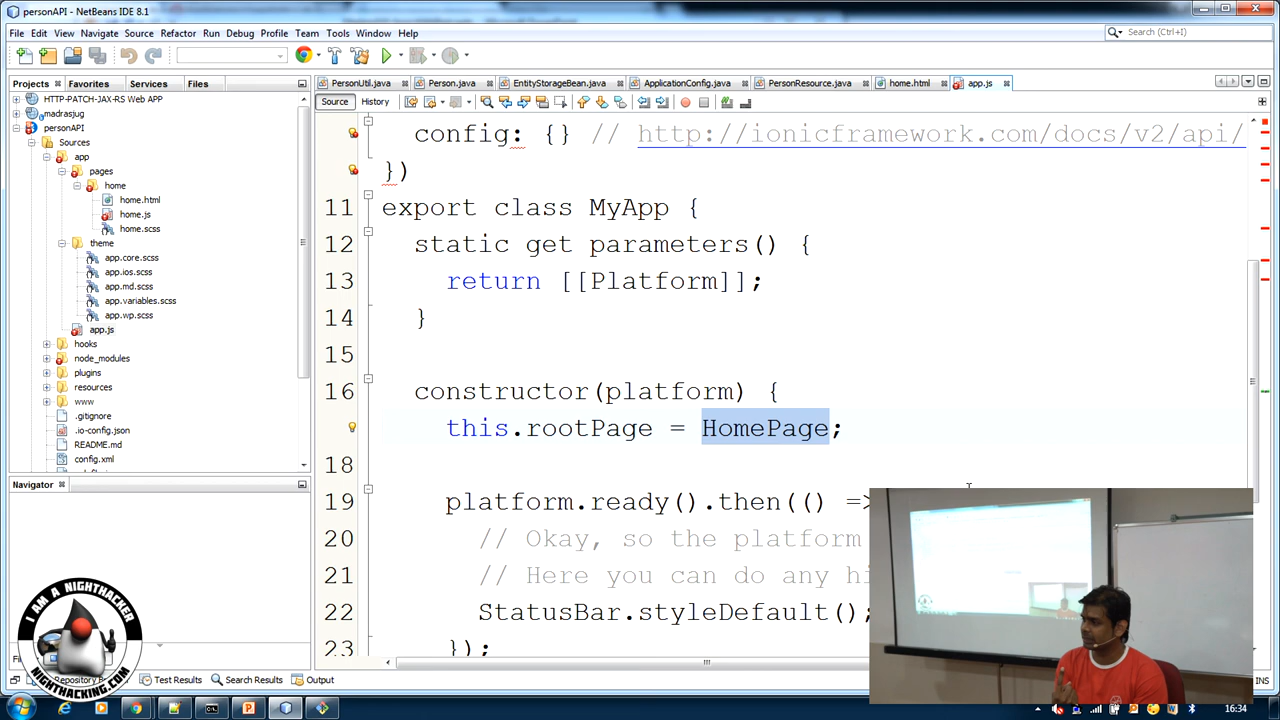 personAPI - NetBeans IDE 8.1
File Edit View Navigate Source Refactor Run Debug Profile Team Tools Window Help
Search (Ctrl+I)
Projects Favorites Services Files
PersonUtil.java Person.java EntityStorageBean.java ApplicationConfig.java PersonResource.java home.html app.js
Source History
HTTP-PATCH-JAX-RS Web APP
madrasjug
personAPI
Sources
app
pages
home
home.html
home.js
home.scss
theme
app.core.scss
app.ios.scss
app.md.scss
app.variables.scss
app.wp.scss
app.js
hooks
node_modules
plugins
resources
www
.gitignore
.io-config.json
README.md
config.xml
Navigator
config: {} // http://ionicframework.com/docs/v2/api/
})
11 export class MyApp {
12 static get parameters() {
13 return [[Platform]];
14 }
15
16 constructor(platform) {
this.rootPage = HomePage;
18
19 platform.ready().then(() =>
20 // Okay, so the platform
21 // Here you can do any hi
22 StatusBar.styleDefault();
23 });
I AM A NIGHTHACKER
NIGHTHACKING.COM
Test Results Search Results Output
INS
16:34